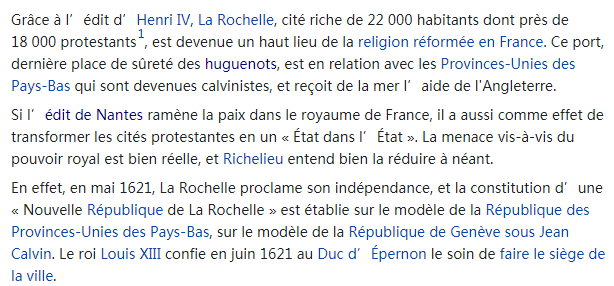 Grâce à l’édit d’Henri IV, La Rochelle, cité riche de 22 000 habitants dont près de
18 000 protestants1, est devenue un haut lieu de la religion réformée en France. Ce port,
dernière place de sûreté des huguenots, est en relation avec les Provinces-Unies des
Pays-Bas qui sont devenues calvinistes, et reçoit de la mer l’aide de l'Angleterre.
Si l’édit de Nantes ramène la paix dans le royaume de France, il a aussi comme effet de
transformer les cités protestantes en un « État dans l’État ». La menace vis-à-vis du
pouvoir royal est bien réelle, et Richelieu entend bien la réduire à néant.
En effet, en mai 1621, La Rochelle proclame son indépendance, et la constitution d’une
« Nouvelle République de La Rochelle » est établie sur le modèle de la République des
Provinces-Unies des Pays-Bas, sur le modèle de la République de Genève sous Jean
Calvin. Le roi Louis XIII confie en juin 1621 au Duc d’Épernon le soin de faire le siège de
la ville.